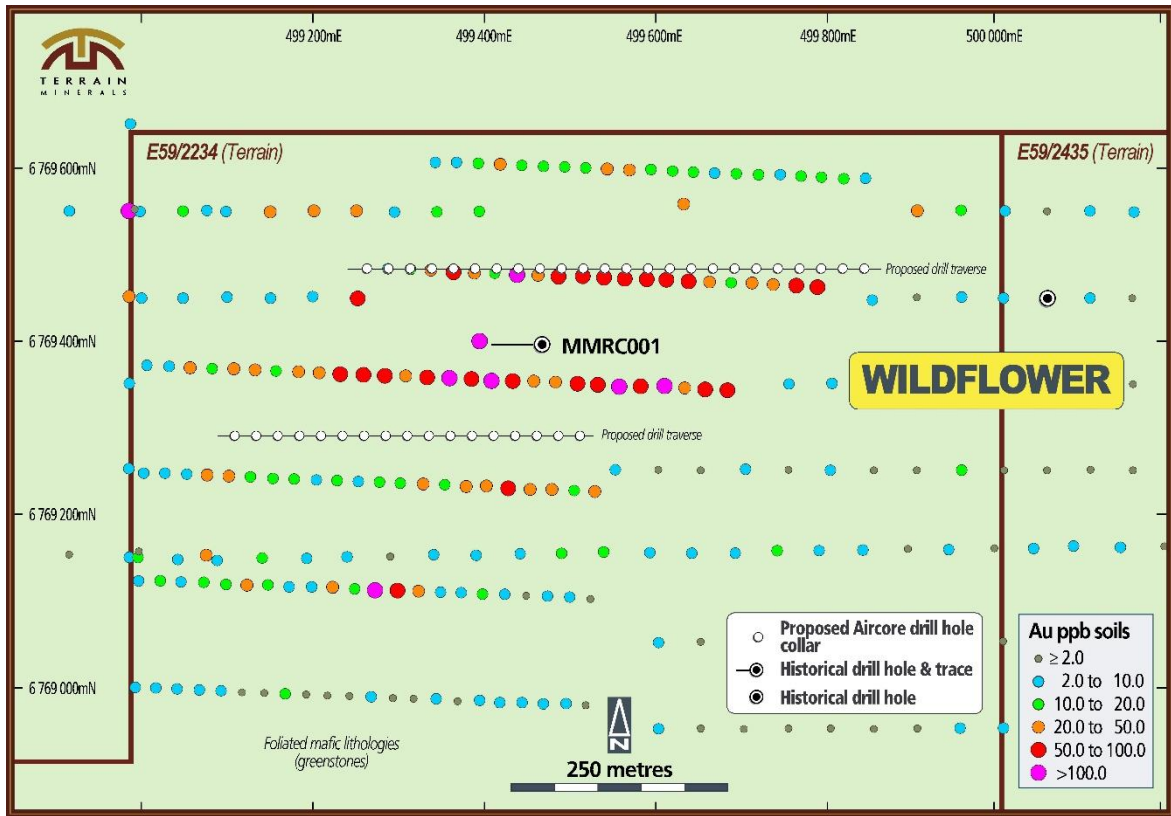 499 200mE
499 400mE
499 600mE
499 800mE
500 000mE
TERRAIN
MINERALS
E59/2234 (Terrain)
E59/2435 (Terrain)
6 769 600mN
Proposed drill traverse
6 769 400mN
MMRC001
WILDFLOWER
Proposed drill traverse
6 769 200mN
Proposed Aircore drill hole
collar
Historical drill hole & trace
Historical drill hole
Au ppb soils
≥ 2.0
2.0 to 10.0
10.0 to 20.0
20.0 to 50.0
50.0 to 100.0
>100.0
6 769 000mN
Foliated mafic lithologies
(greenstones)
N
250 metres